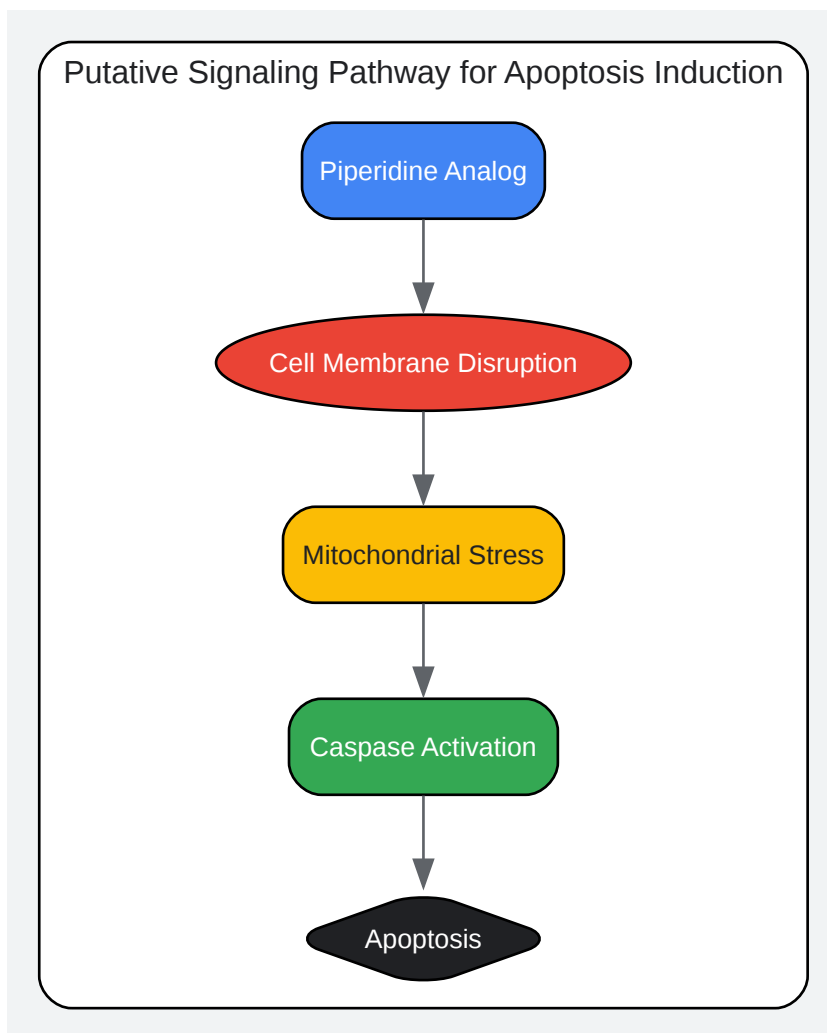 Putative Signaling Pathway for Apoptosis Induction
Piperidine Analog
Cell Membrane Disruption
Mitochondrial Stress
Caspase Activation
Apoptosis